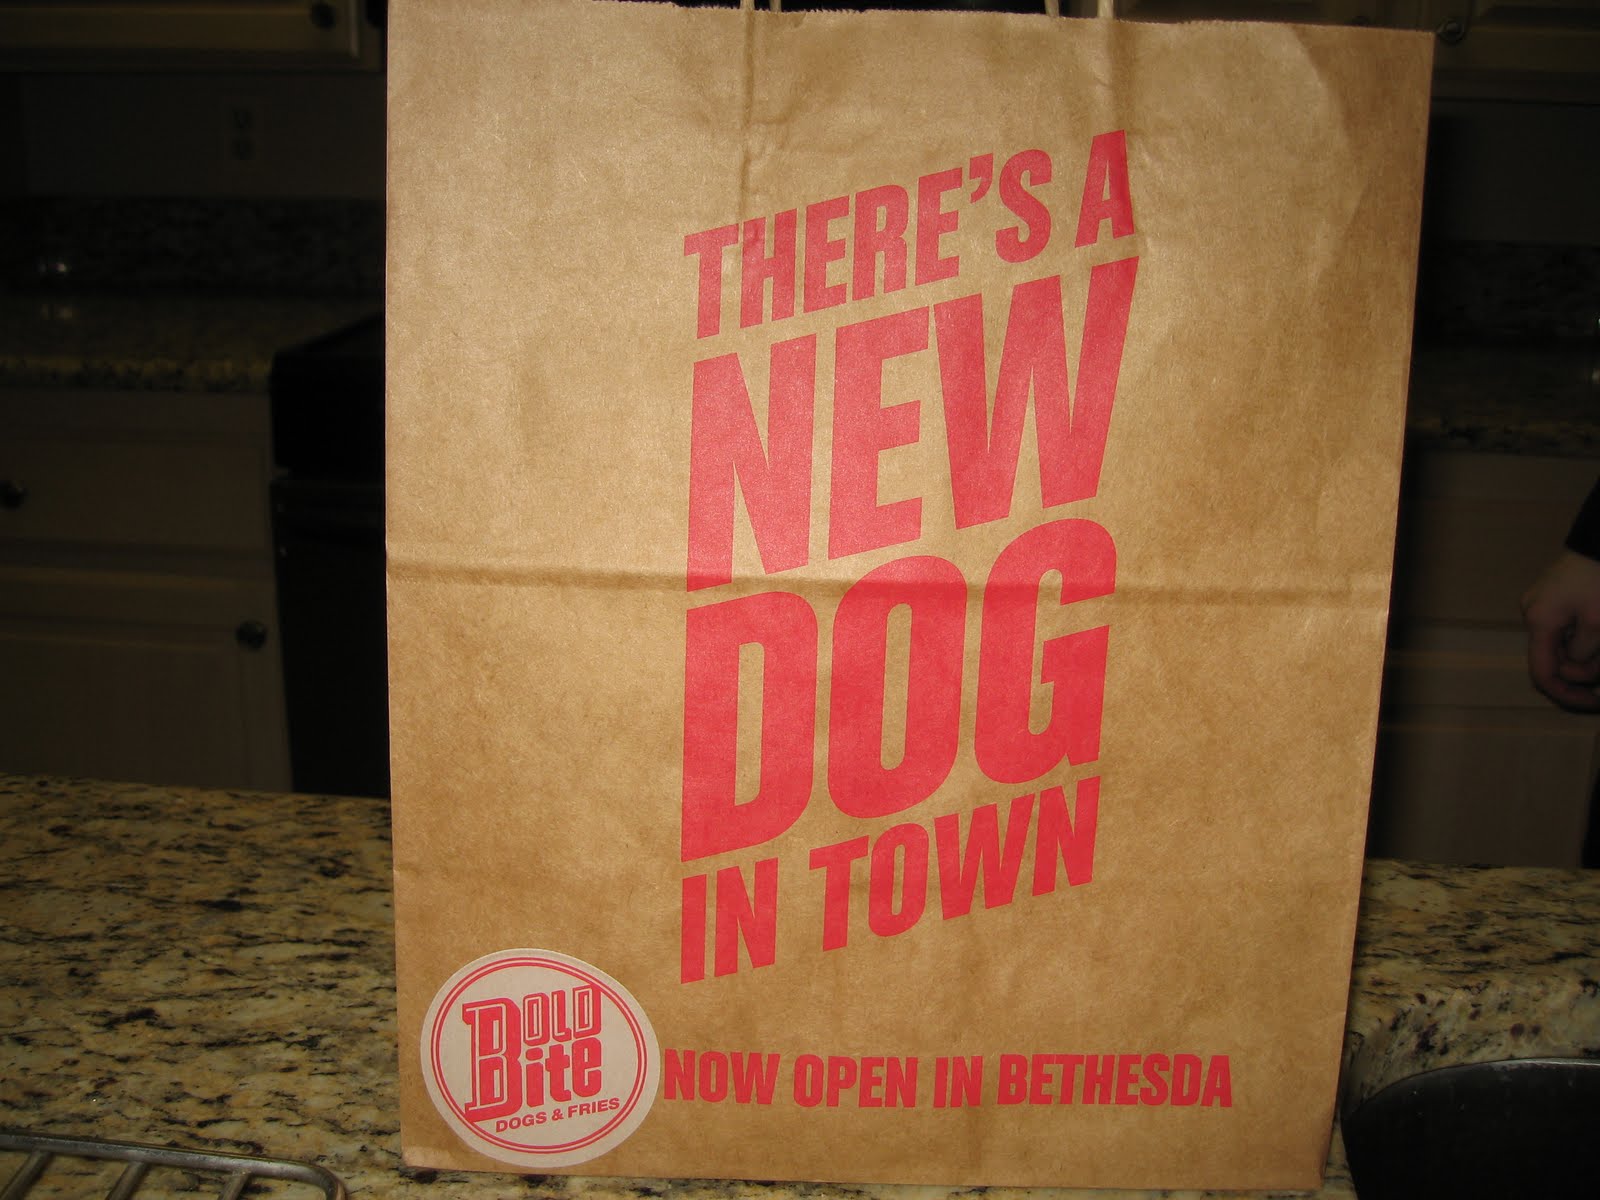 THERE'S A
NEW
DOG
IN TOWN
BOLD
Bite
DOGS & FRIES
NOW OPEN IN BETHESDA